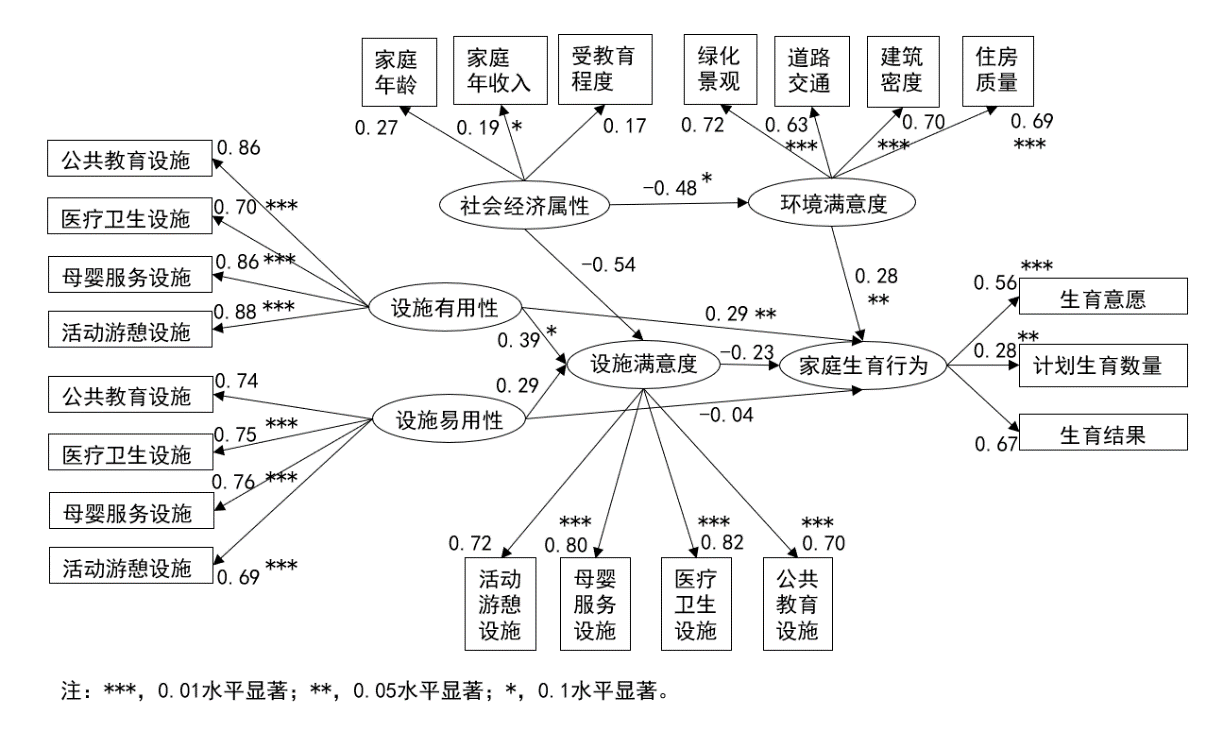 家庭
年龄
家庭
年收入
受教育
程度
绿化
景观
道路
交通
建筑
密度
住房
质量
0.27
0.19 *
0.17
0.72
0.63
***
0.70
***
0.69
***
公共教育设施
0.86
医疗卫生设施
0.70 ***
母婴服务设施
0.86 ***
活动游憩设施
0.88 ***
社会经济属性
-0.48 *
环境满意度
-0.54
0.28
**
设施有用性
0.29 **
0.39 *
设施满意度
-0.23
家庭生育行为
0.56 ***
生育意愿
0.28 **
计划生育数量
0.67
生育结果
公共教育设施
0.74
医疗卫生设施
0.75 ***
母婴服务设施
0.76 ***
活动游憩设施
0.69 ***
设施易用性
0.29
-0.04
0.72
***
0.80
***
0.82
***
0.70
活动
游憩
设施
母婴
服务
设施
医疗
卫生
设施
公共
教育
设施
注：***，0.01水平显著；**，0.05水平显著；*，0.1水平显著。